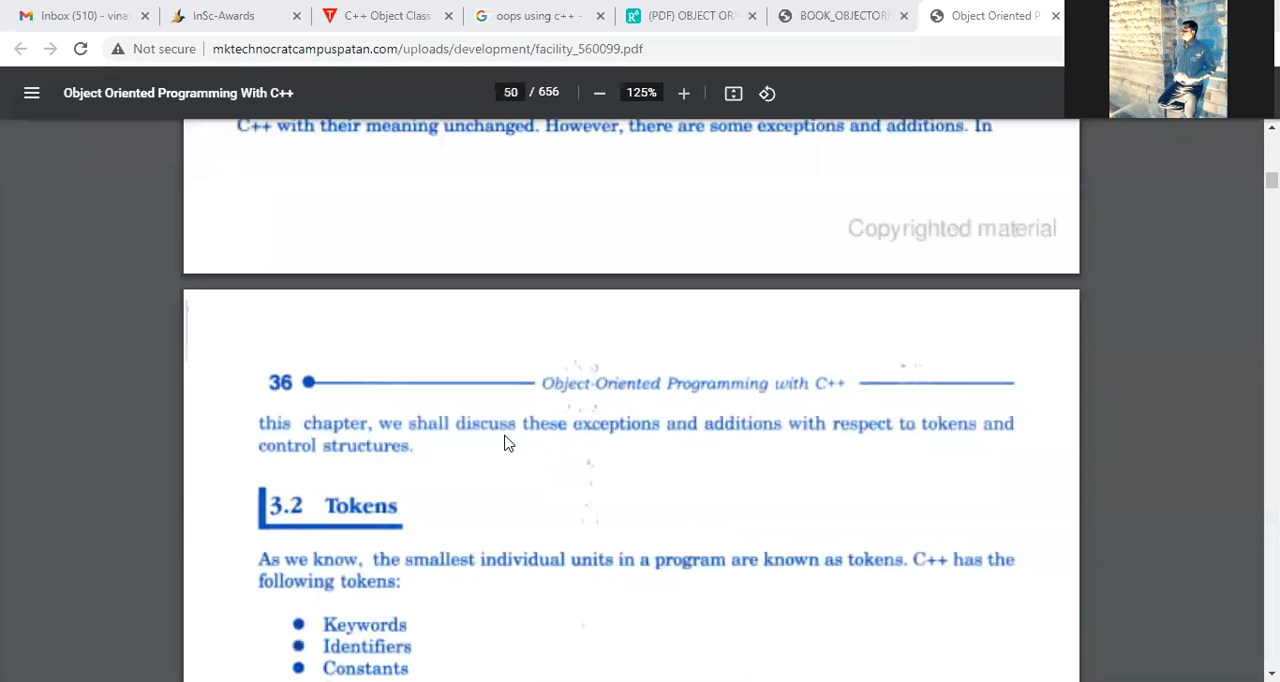 Inbox (510) - vina
InSc-Awards
C++ Object Class
oops using c++ -
(PDF) OBJECT OR
BOOK_OBJECTORI
Object Oriented P
Not secure
mktechnocratcampuspatan.com/uploads/development/facility_560099.pdf
Object Oriented Programming With C++
50 / 656
125%
C++ with their meaning unchanged. However, there are some exceptions and additions. In
Copyrighted material
36
Object-Oriented Programming with C++
this chapter, we shall discuss these exceptions and additions with respect to tokens and
control structures.
3.2 Tokens
As we know, the smallest individual units in a program are known as tokens. C++ has the
following tokens:
● Keywords
● Identifiers
● Constants